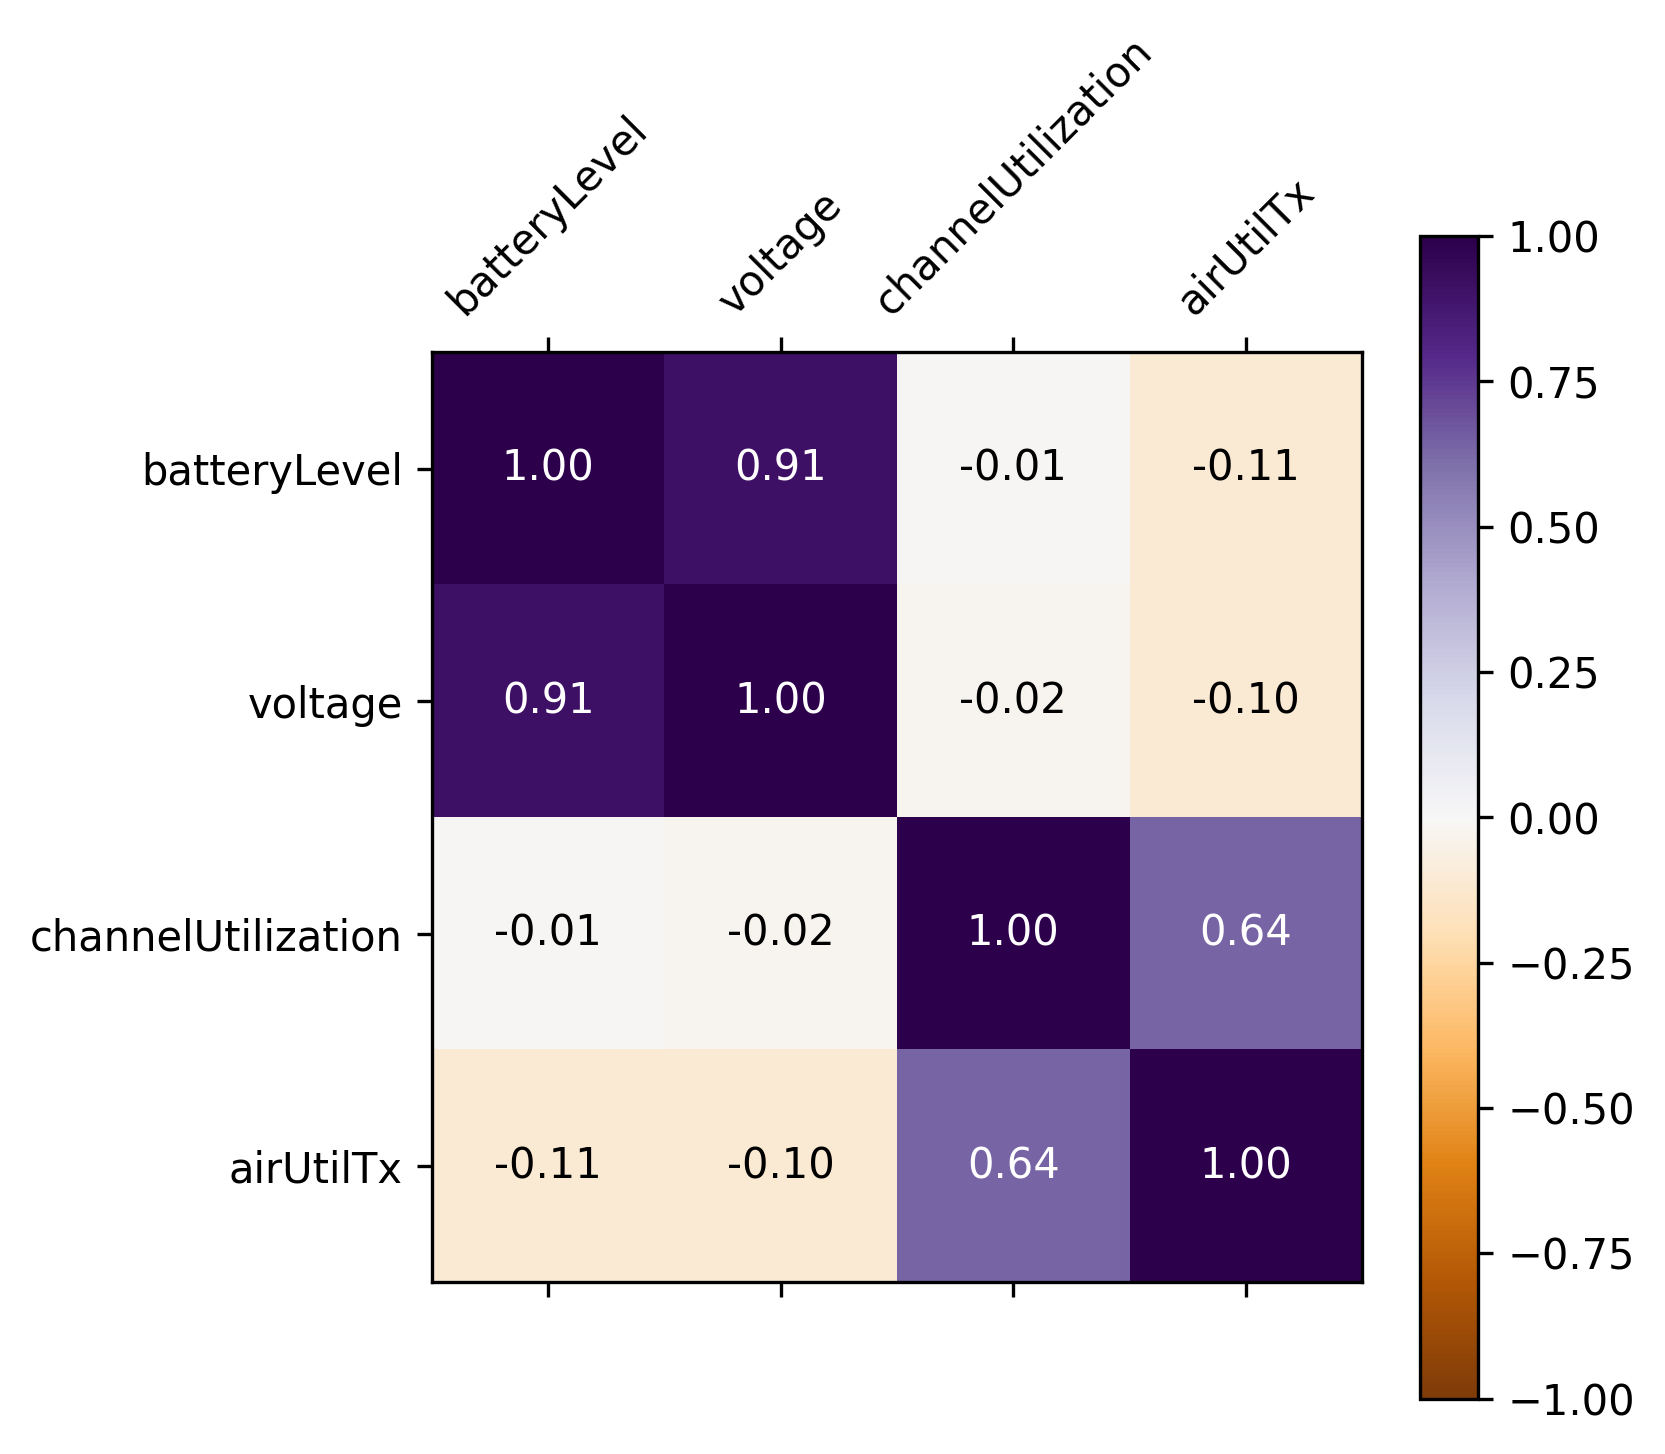 batteryLevel
voltage
channelUtilization
airUtilTx
batteryLevel
1.00 0.91 -0.01 -0.11
voltage
0.91 1.00 -0.02 -0.10
channelUtilization
-0.01 -0.02 1.00 0.64
airUtilTx
-0.11 -0.10 0.64 1.00
1.00
0.75
0.50
0.25
0.00
−0.25
−0.50
−0.75
−1.00